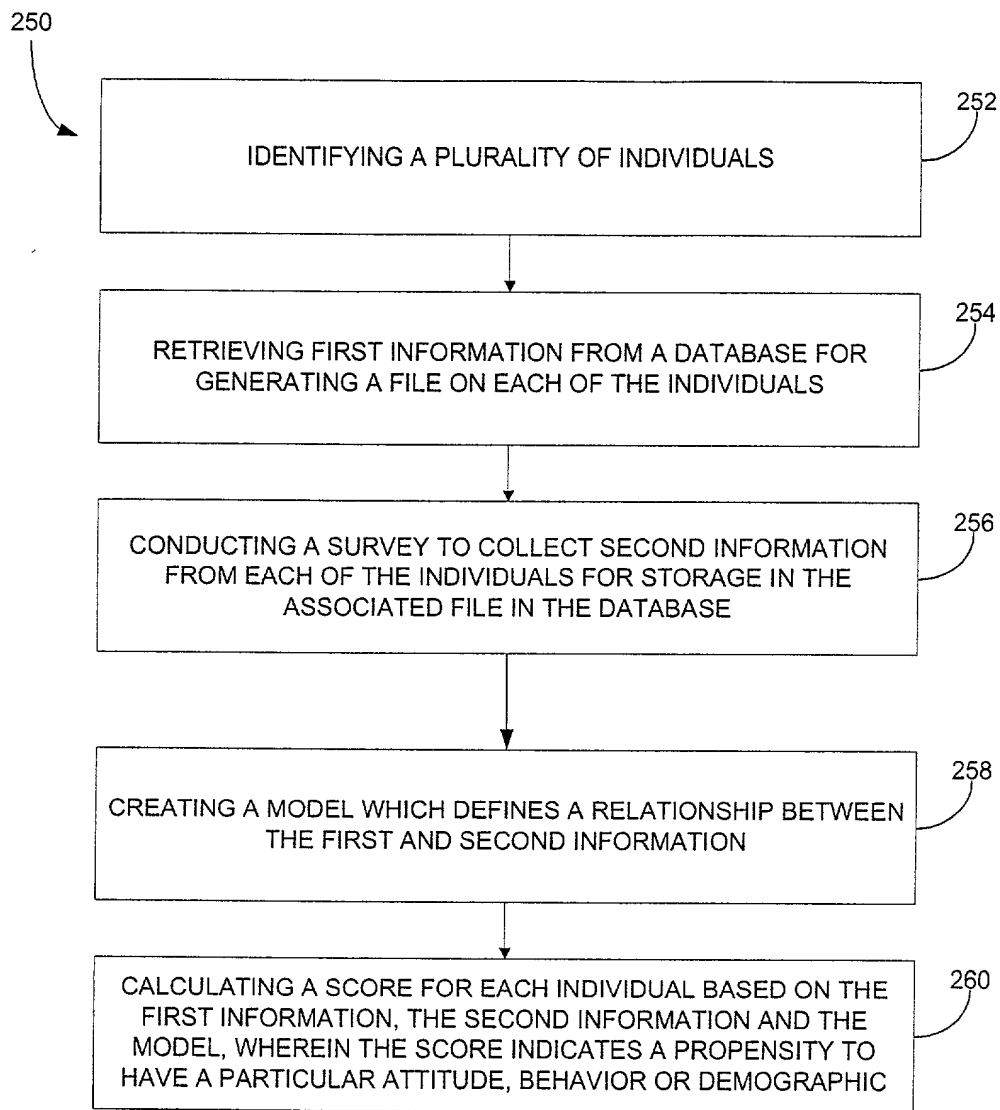 250
252
IDENTIFYING A PLURALITY OF INDIVIDUALS
254
RETRIEVING FIRST INFORMATION FROM A DATABASE FOR
GENERATING A FILE ON EACH OF THE INDIVIDUALS
256
CONDUCTING A SURVEY TO COLLECT SECOND INFORMATION
FROM EACH OF THE INDIVIDUALS FOR STORAGE IN THE
ASSOCIATED FILE IN THE DATABASE
258
CREATING A MODEL WHICH DEFINES A RELATIONSHIP BETWEEN
THE FIRST AND SECOND INFORMATION
260
CALCULATING A SCORE FOR EACH INDIVIDUAL BASED ON THE
FIRST INFORMATION, THE SECOND INFORMATION AND THE
MODEL, WHEREIN THE SCORE INDICATES A PROPENSITY TO
HAVE A PARTICULAR ATTITUDE, BEHAVIOR OR DEMOGRAPHIC